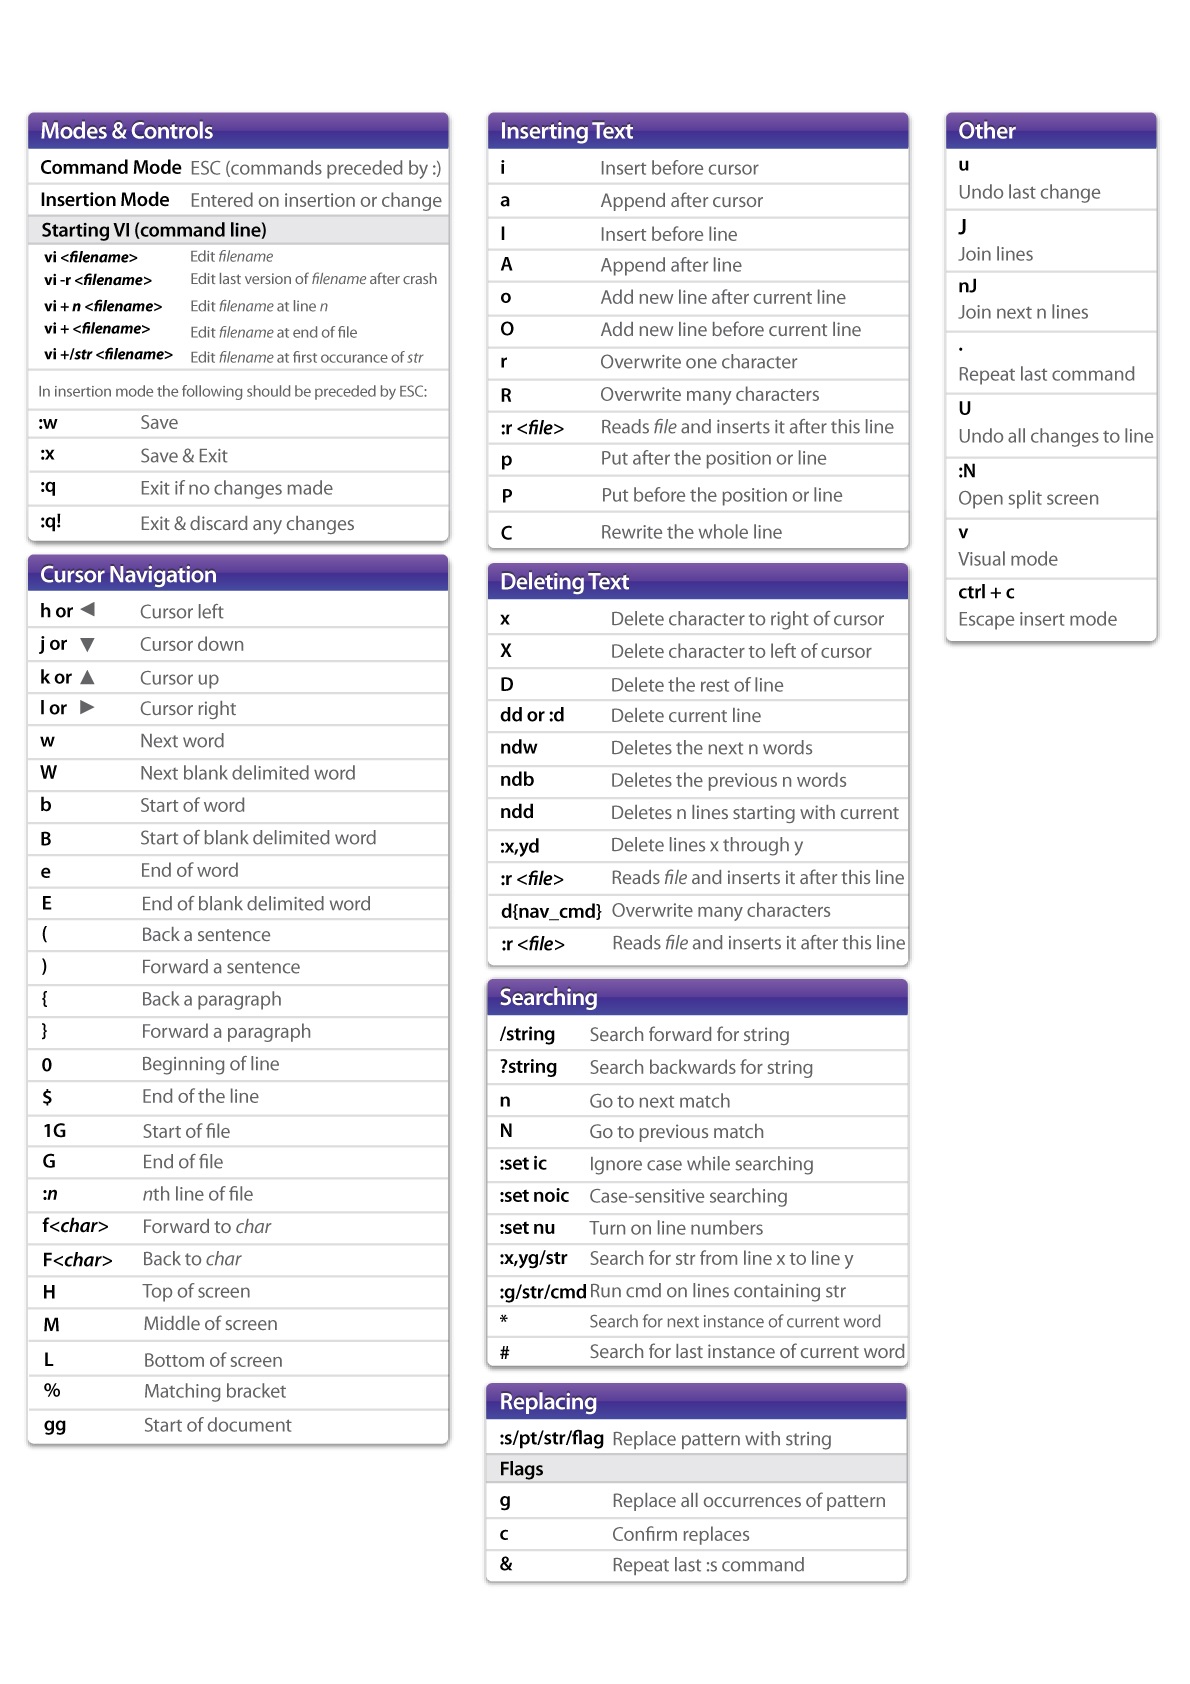 Modes & Controls
Command Mode ESC (commands preceded by :)
Insertion Mode Entered on insertion or change
Starting VI (command line)
vi <filename> Edit filename
vi -r <filename> Edit last version of filename after crash
vi + n <filename> Edit filename at line n
vi + <filename> Edit filename at end of file
vi +/str <filename> Edit filename at first occurance of str
In insertion mode the following should be preceded by ESC:
:w Save
:x Save & Exit
:q Exit if no changes made
:q! Exit & discard any changes
Cursor Navigation
h or ◀ Cursor left
j or ▼ Cursor down
k or ▲ Cursor up
l or ▶ Cursor right
w Next word
W Next blank delimited word
b Start of word
B Start of blank delimited word
e End of word
E End of blank delimited word
( Back a sentence
) Forward a sentence
{ Back a paragraph
} Forward a paragraph
0 Beginning of line
$ End of the line
1G Start of file
G End of file
:n nth line of file
f<char> Forward to char
F<char> Back to char
H Top of screen
M Middle of screen
L Bottom of screen
% Matching bracket
gg Start of document
Inserting Text
i Insert before cursor
a Append after cursor
I Insert before line
A Append after line
o Add new line after current line
O Add new line before current line
r Overwrite one character
R Overwrite many characters
:r <file> Reads file and inserts it after this line
p Put after the position or line
P Put before the position or line
C Rewrite the whole line
Deleting Text
x Delete character to right of cursor
X Delete character to left of cursor
D Delete the rest of line
dd or :d Delete current line
ndw Deletes the next n words
ndb Deletes the previous n words
ndd Deletes n lines starting with current
:x,yd Delete lines x through y
:r <file> Reads file and inserts it after this line
d{nav_cmd} Overwrite many characters
:r <file> Reads file and inserts it after this line
Searching
/string Search forward for string
?string Search backwards for string
n Go to next match
N Go to previous match
:set ic Ignore case while searching
:set noic Case-sensitive searching
:set nu Turn on line numbers
:x,yg/str Search for str from line x to line y
:g/str/cmd Run cmd on lines containing str
* Search for next instance of current word
# Search for last instance of current word
Replacing
:s/pt/str/flag Replace pattern with string
Flags
g Replace all occurrences of pattern
c Confirm replaces
& Repeat last :s command
Other
u
Undo last change
J
Join lines
nJ
Join next n lines
.
Repeat last command
U
Undo all changes to line
:N
Open split screen
v
Visual mode
ctrl + c
Escape insert mode